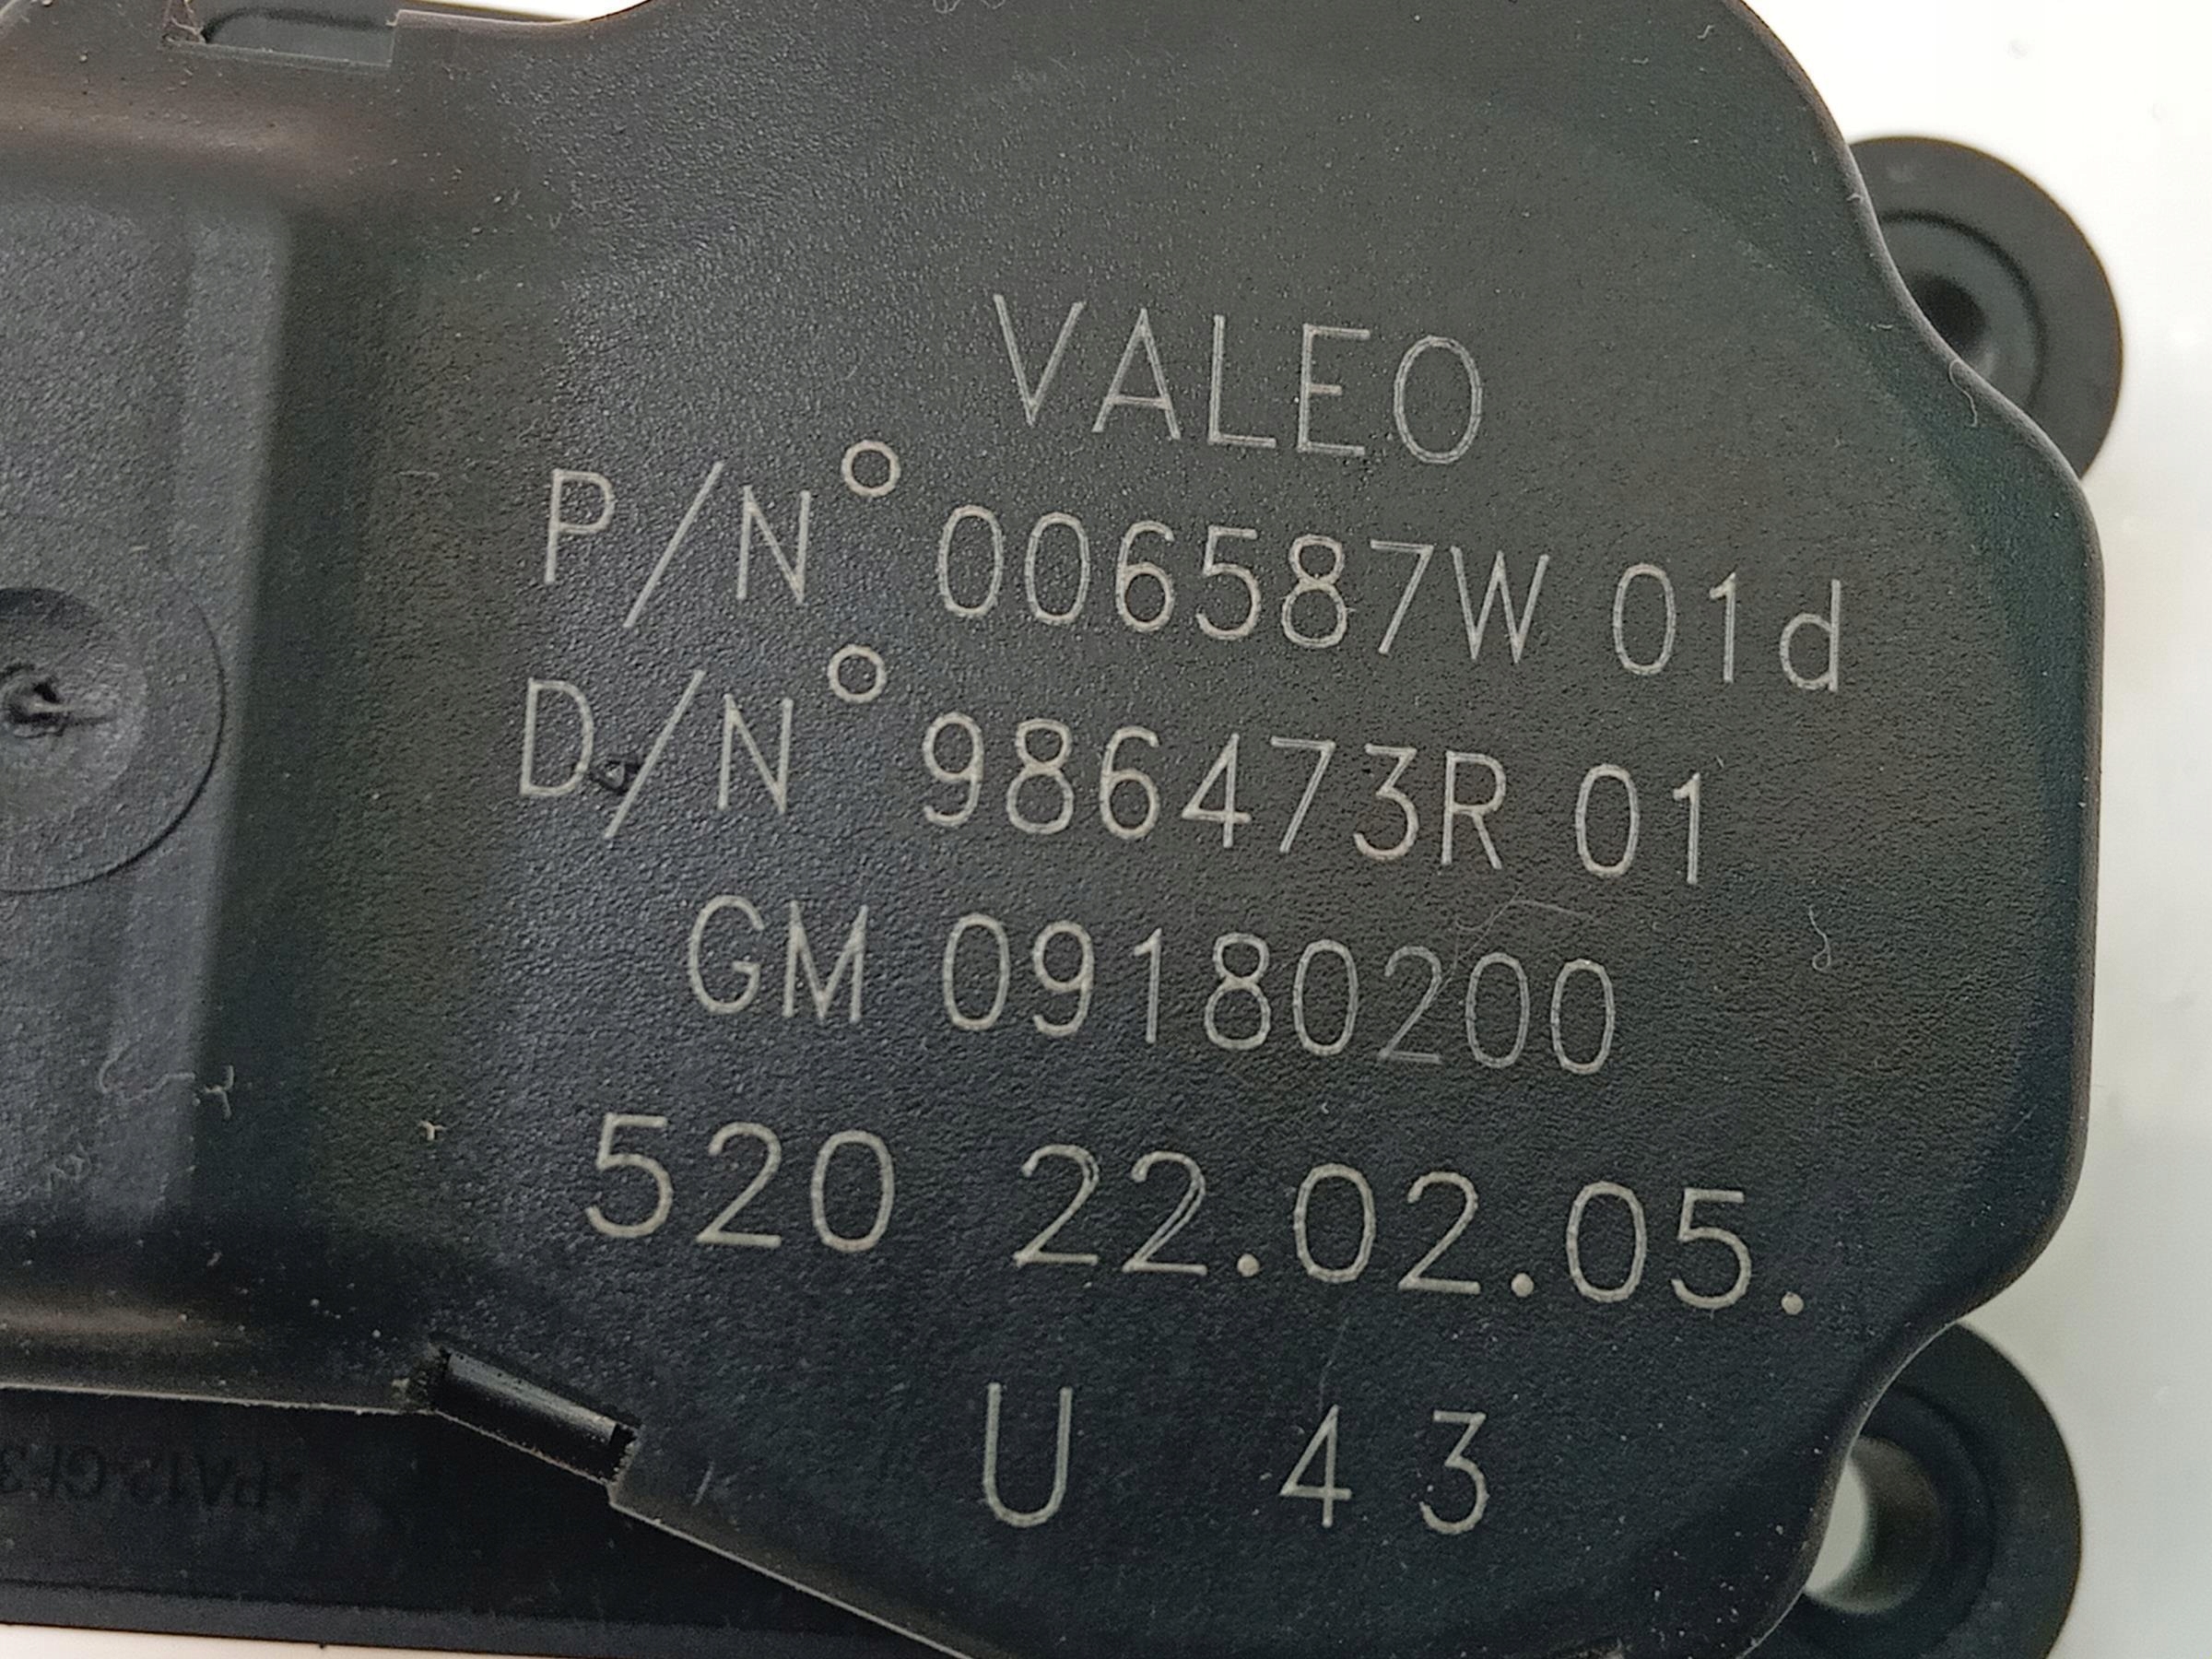 VALEO
P/N° 006587W 01d
D/N° 986473R 01
GM 09180200
520 22.02.05.
U 43